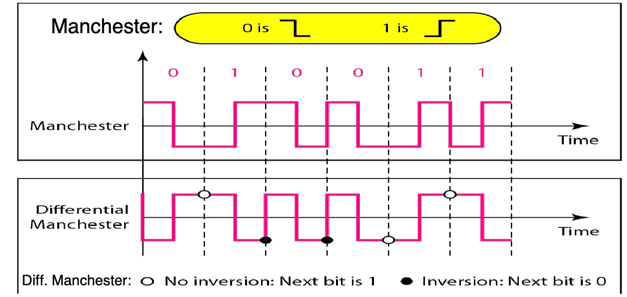 Manchester: 0 is 1 is
0 1 0 0 1 1
Manchester
Time
Differential
Manchester
Time
Diff. Manchester: No inversion: Next bit is 1 Inversion: Next bit is 0